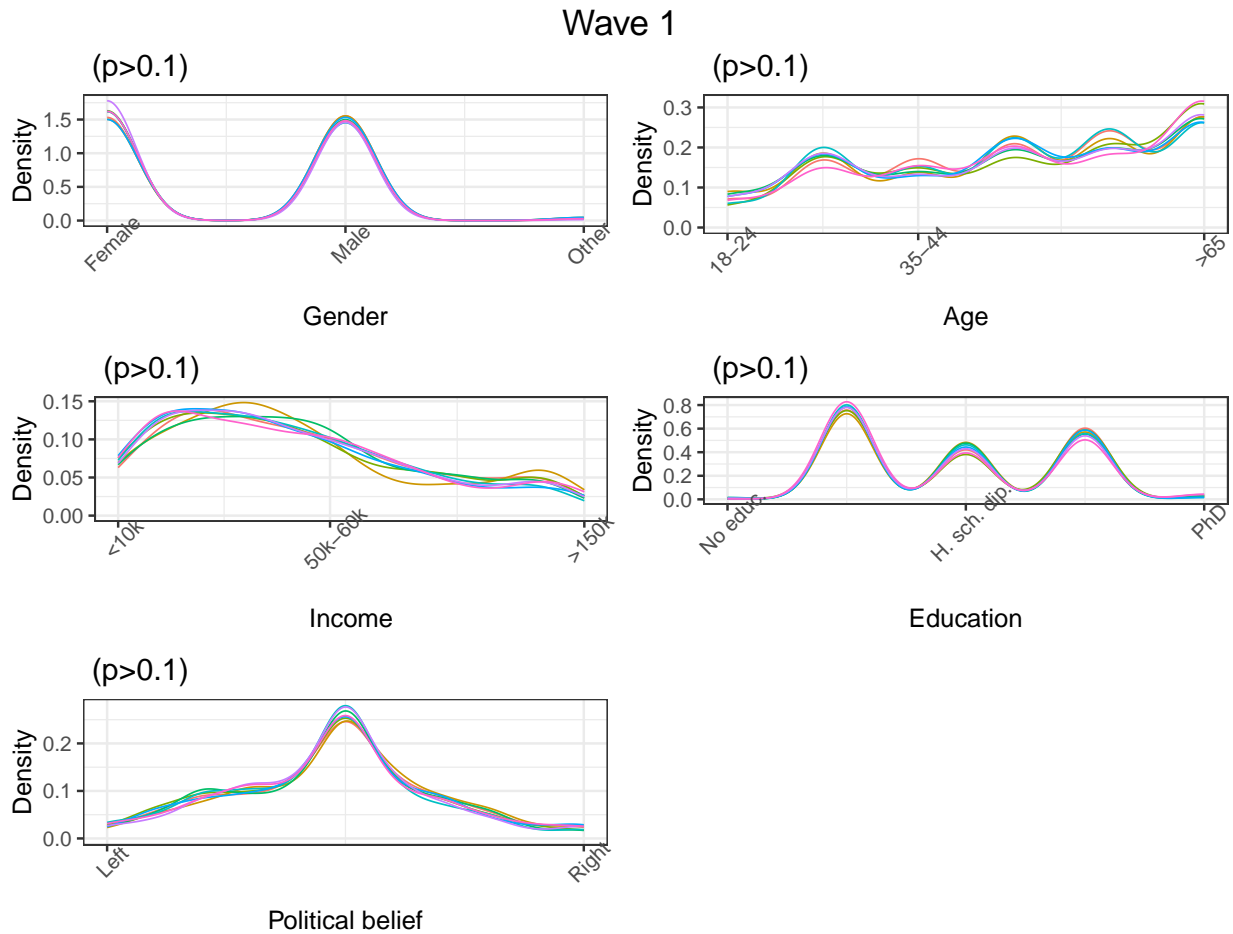 Wave 1
(p>0.1)
Density
1.5
1.0
0.5
0.0
Female
Male
Other
Gender
(p>0.1)
Density
0.3
0.2
0.1
0.0
18−24
35−44
>65
Age
(p>0.1)
Density
0.15
0.10
0.05
0.00
<10k
50k−60k
>150k
Income
(p>0.1)
Density
0.8
0.6
0.4
0.2
0.0
No educ.
H. sch. dip.
PhD
Education
(p>0.1)
Density
0.2
0.1
0.0
Left
Right
Political belief